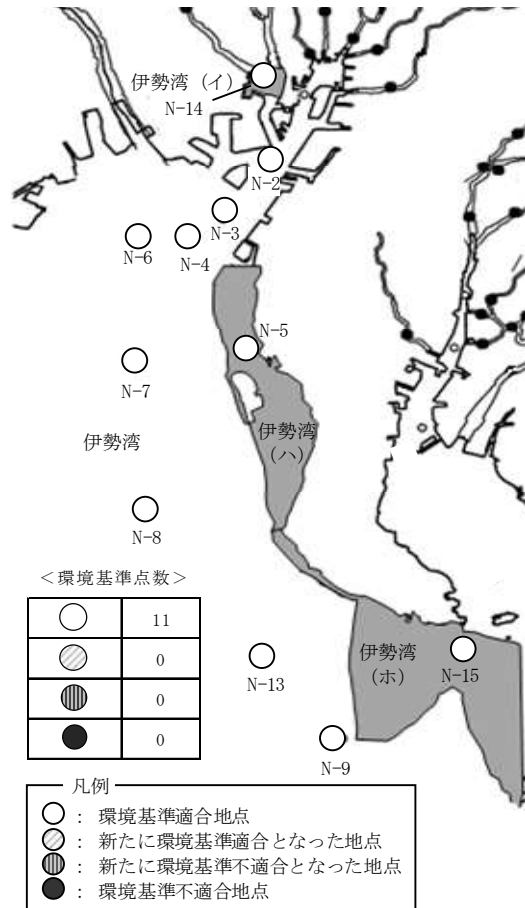 伊勢湾（イ）
N-14
N-2
N-3
N-6
N-4
N-5
N-7
伊勢湾
伊勢湾
（ハ）
N-8
＜環境基準点数＞
11
0
0
0
伊勢湾
（ホ）
N-15
N-13
N-9
凡例
： 環境基準適合地点
： 新たに環境基準適合となった地点
： 新たに環境基準不適合となった地点
： 環境基準不適合地点